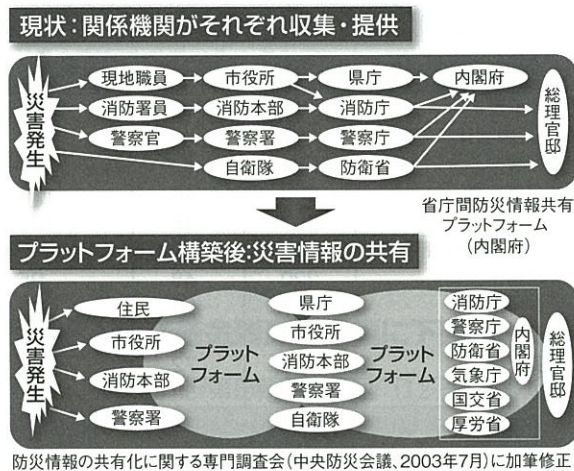 現状：関係機関がそれぞれ収集・提供
災害発生
現地職員 市役所 県庁 内閣府
消防署員 消防本部 消防庁
警察官 警察署 警察庁
自衛隊 防衛省
総理官邸
省庁間防災情報共有
プラットフォーム
（内閣府）
プラットフォーム構築後：災害情報の共有
災害発生
住民
市役所
消防本部
警察署
プラット
フォーム
県庁
市役所
消防本部
警察署
自衛隊
プラット
フォーム
消防庁
警察庁
防衛省
気象庁
国交省
厚労省
内閣府
総理官邸
防災情報の共有化に関する専門調査会（中央防災会議、2003年7月）に加筆修正